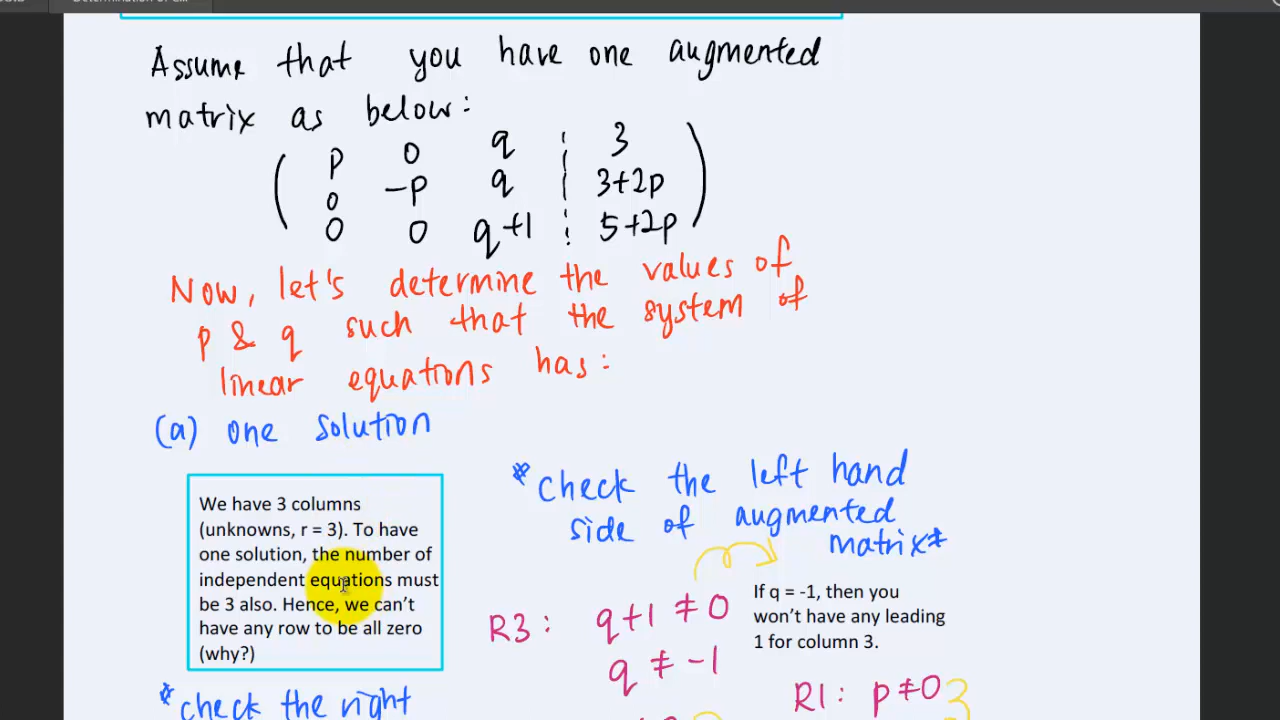 Assume that you have one augmented
matrix as below:
p 0 q 3
0 -p q 3+2p
0 0 q+1 5+2p
Now, let's determine the values of
p & q such that the system of
linear equations has:
(a) one solution
We have 3 columns
(unknowns, r = 3). To have
one solution, the number of
independent equations must
be 3 also. Hence, we can't
have any row to be all zero
(why?)
*check the right
*check the left hand
side of augmented
matrix*
R3: q+1 ≠ 0
q ≠ -1
If q = -1, then you
won't have any leading
1 for column 3.
R1: p ≠ 0